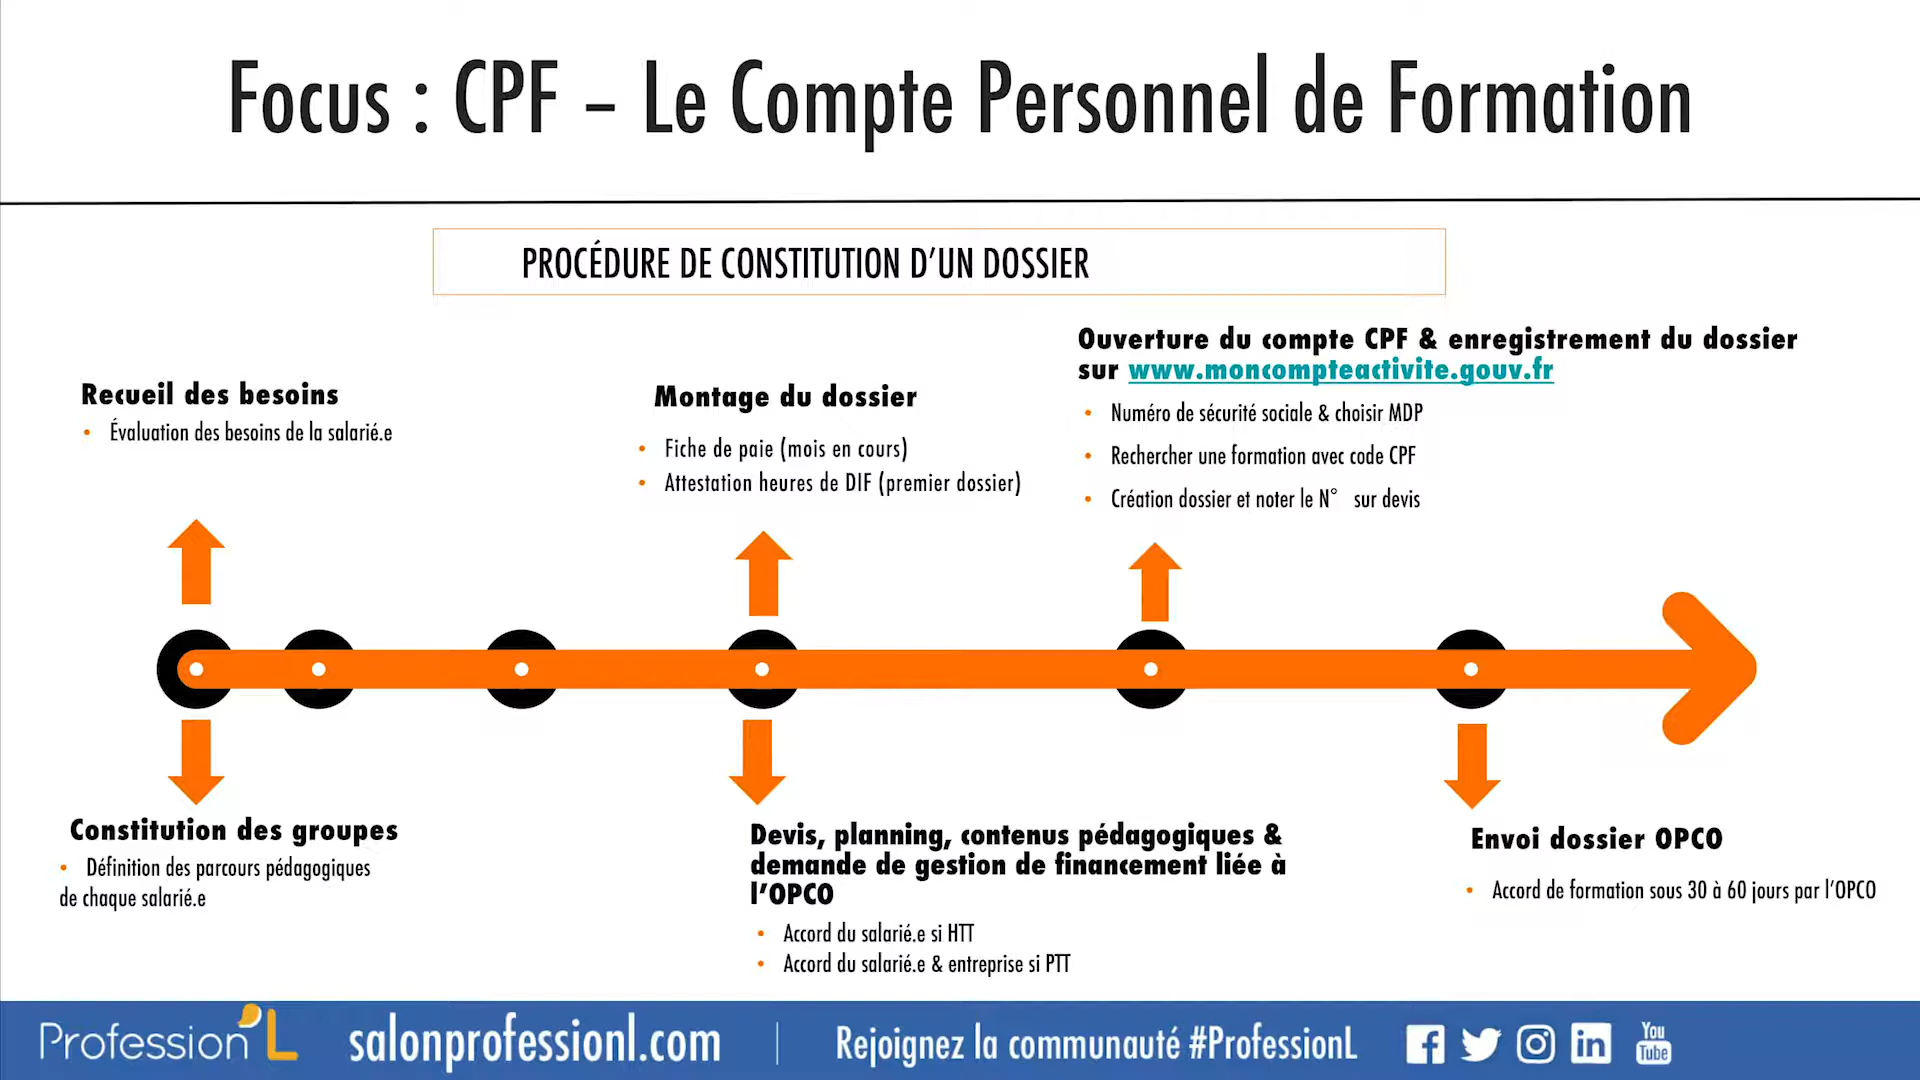 Focus : CPF – Le Compte Personnel de Formation
PROCÉDURE DE CONSTITUTION D’UN DOSSIER
Recueil des besoins
• Évaluation des besoins de la salarié.e
Montage du dossier
• Fiche de paie (mois en cours)
• Attestation heures de DIF (premier dossier)
Ouverture du compte CPF & enregistrement du dossier
sur www.moncompteactivite.gouv.fr
• Numéro de sécurité sociale & choisir MDP
• Rechercher une formation avec code CPF
• Création dossier et noter le N° sur devis
Constitution des groupes
• Définition des parcours pédagogiques
de chaque salarié.e
Devis, planning, contenus pédagogiques &
demande de gestion de financement liée à
l’OPCO
• Accord du salarié.e si HTT
• Accord du salarié.e & entreprise si PTT
Envoi dossier OPCO
• Accord de formation sous 30 à 60 jours par l’OPCO
Profession'L
salonprofessionl.com
Rejoignez la communauté #ProfessionL
You
Tube